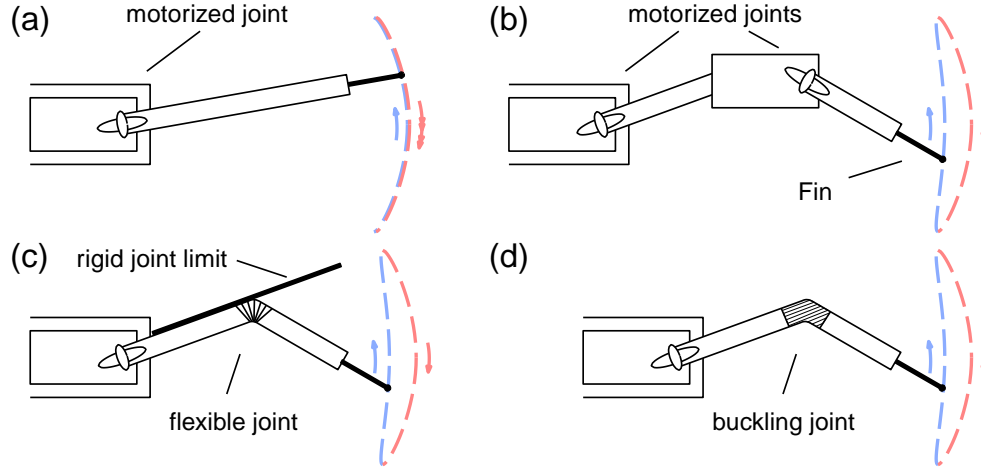 (a)
motorized joint
(b)
motorized joints
Fin
(c)
rigid joint limit
flexible joint
(d)
buckling joint